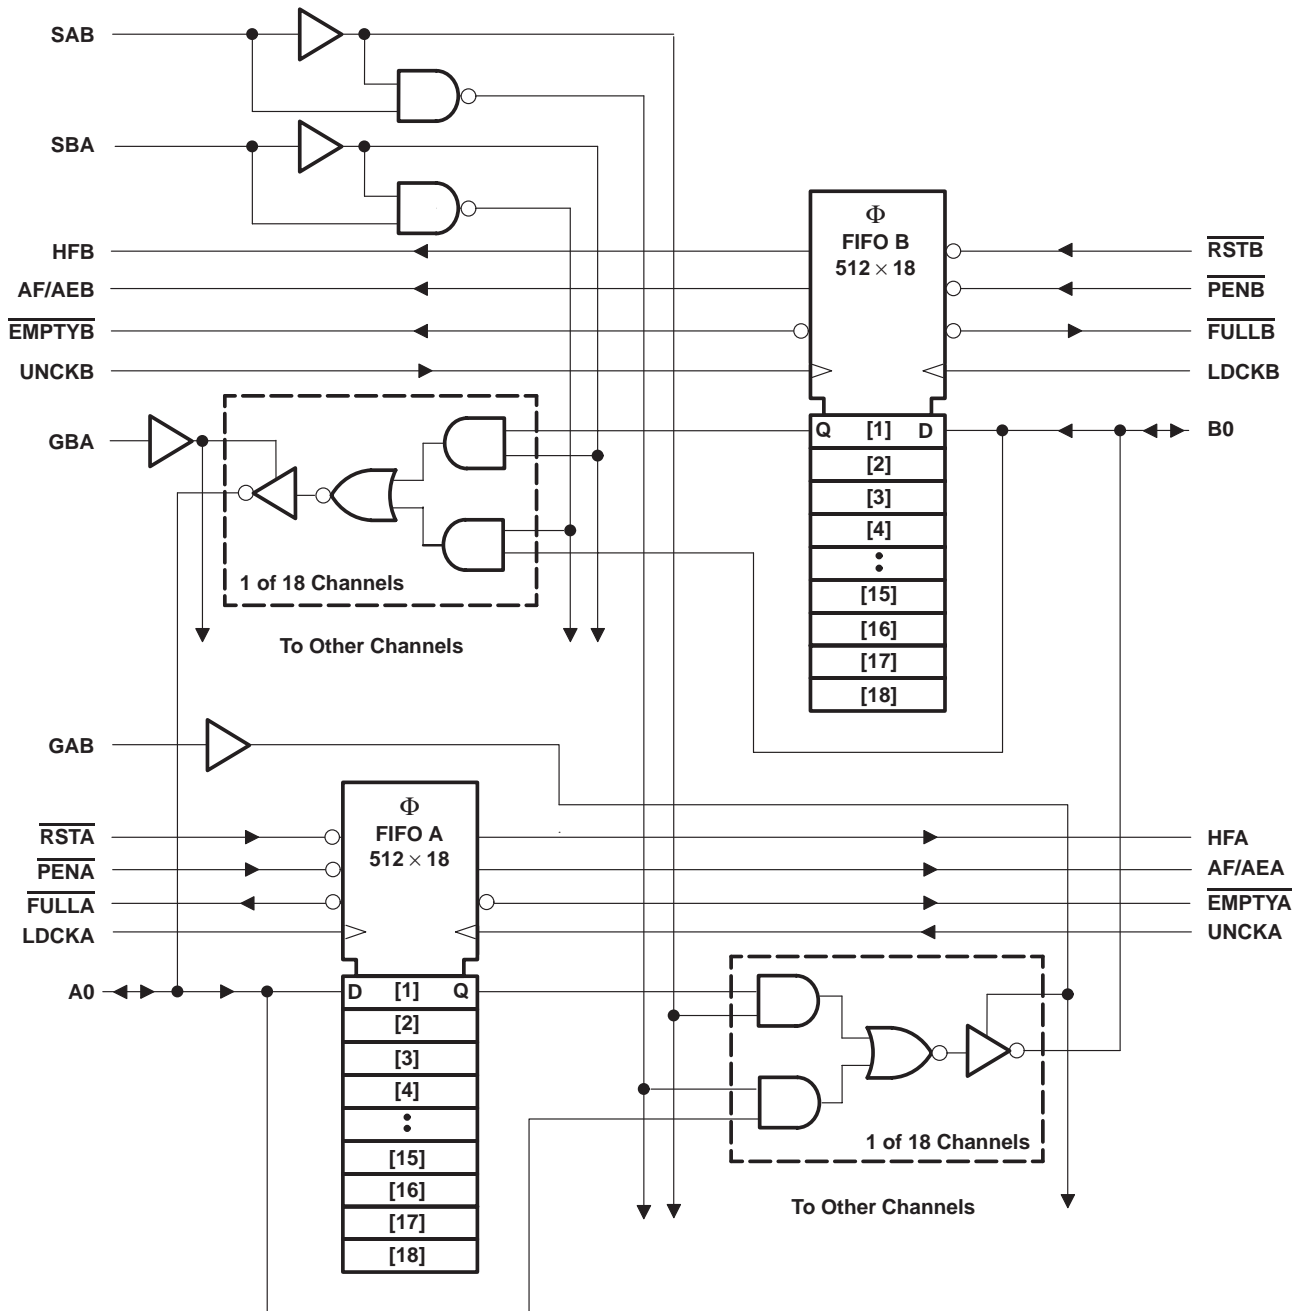 SAB
SBA
HFB
AF/AEB
EMPTYB
UNCKB
GBA
1 of 18 Channels
To Other Channels
Φ
FIFO B
512 × 18
RSTB
PENB
FULLB
LDCKB
Q [1] D
B0
[2]
[3]
[4]
[15]
[16]
[17]
[18]
GAB
RSTA
PENA
FULLA
LDCKA
A0
Φ
FIFO A
512 × 18
D [1] Q
[2]
[3]
[4]
[15]
[16]
[17]
[18]
HFA
AF/AEA
EMPTYA
UNCKA
1 of 18 Channels
To Other Channels